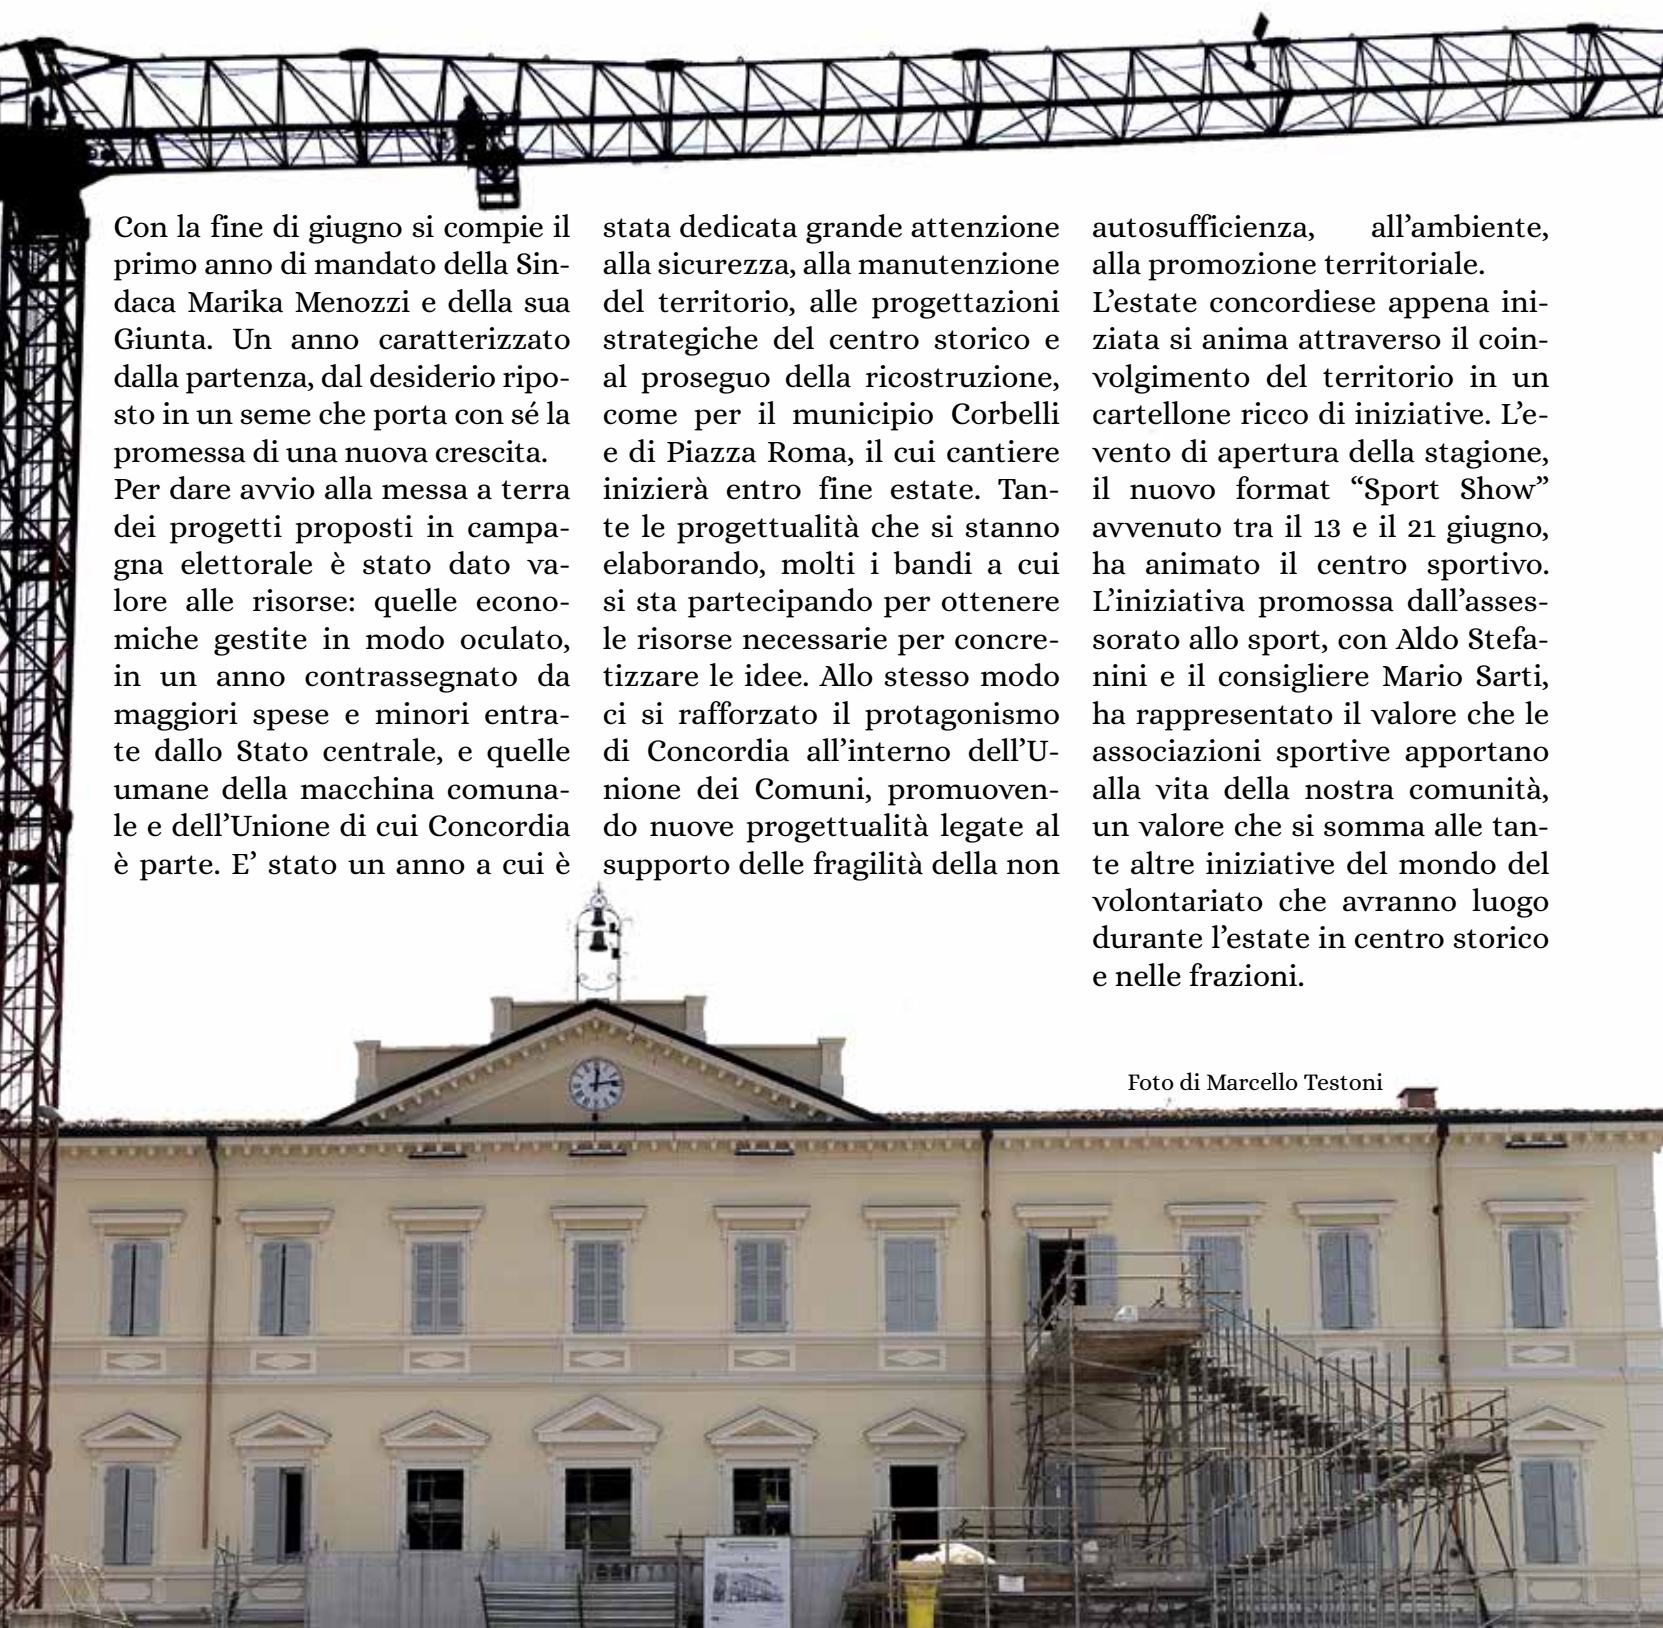 Con la fine di giugno si compie il
primo anno di mandato della Sin-
daca Marika Menozzi e della sua
Giunta. Un anno caratterizzato
dalla partenza, dal desiderio ripo-
sto in un seme che porta con sé la
promessa di una nuova crescita.
Per dare avvio alla messa a terra
dei progetti proposti in campa-
gna elettorale è stato dato va-
lore alle risorse: quelle econo-
miche gestite in modo oculato,
in un anno contrassegnato da
maggiori spese e minori entra-
te dallo Stato centrale, e quelle
umane della macchina comuna-
le e dell’Unione di cui Concordia
è parte. E’ stato un anno a cui è
stata dedicata grande attenzione
alla sicurezza, alla manutenzione
del territorio, alle progettazioni
strategiche del centro storico e
al proseguo della ricostruzione,
come per il municipio Corbelli
e di Piazza Roma, il cui cantiere
inizierà entro fine estate. Tan-
te le progettualità che si stanno
elaborando, molti i bandi a cui
si sta partecipando per ottenere
le risorse necessarie per concre-
tizzare le idee. Allo stesso modo
ci si rafforzato il protagonismo
di Concordia all’interno dell’U-
nione dei Comuni, promuoven-
do nuove progettualità legate al
supporto delle fragilità della non
autosufficienza, all’ambiente,
alla promozione territoriale.
L’estate concordiese appena ini-
ziata si anima attraverso il coin-
volgimento del territorio in un
cartellone ricco di iniziative. L’e-
vento di apertura della stagione,
il nuovo format “Sport Show”
avvenuto tra il 13 e il 21 giugno,
ha animato il centro sportivo.
L’iniziativa promossa dall’asses-
sorato allo sport, con Aldo Stefa-
nini e il consigliere Mario Sarti,
ha rappresentato il valore che le
associazioni sportive apportano
alla vita della nostra comunità,
un valore che si somma alle tan-
te altre iniziative del mondo del
volontariato che avranno luogo
durante l’estate in centro storico
e nelle frazioni.
Foto di Marcello Testoni